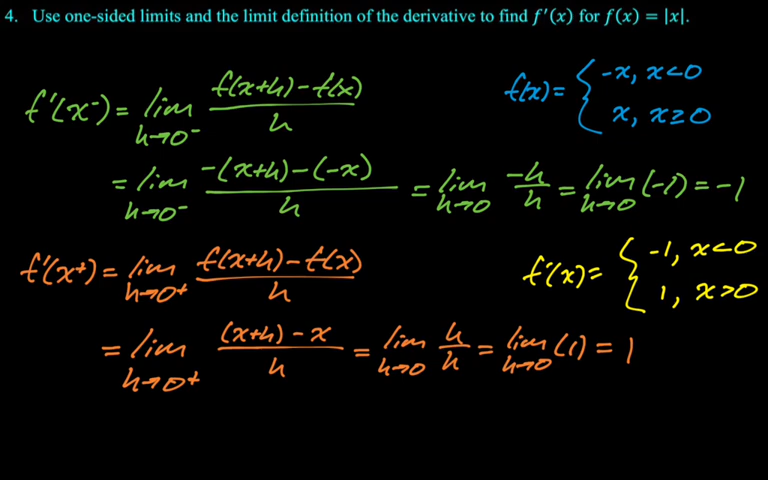 4. Use one-sided limits and the limit definition of the derivative to find f'(x) for f(x) = |x|.
f'(x⁻) = lim h→0⁻ (f(x+h) - f(x))/h
f(x) = { -x, x<0
x, x≥0
= lim h→0⁻ (-(x+h) - (-x))/h = lim h→0 -h/h = lim h→0 (-1) = -1
f'(x⁺) = lim h→0⁺ (f(x+h) - f(x))/h
f'(x) = { -1, x<0
1, x>0
= lim h→0⁺ ((x+h) - x)/h = lim h→0 h/h = lim h→0 (1) = 1